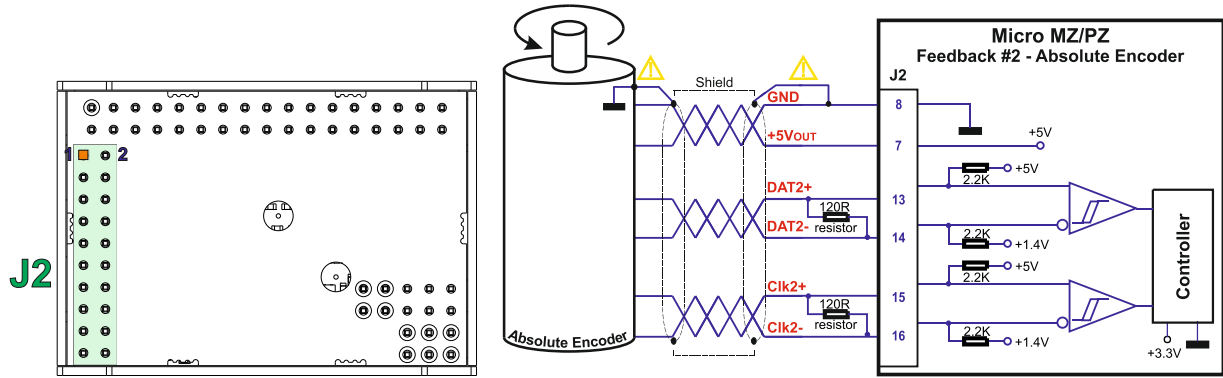 1
2
J2
Absolute Encoder
Shield
GND
+5VOUT
DAT2+
120R
resistor
DAT2-
Clk2+
120R
resistor
Clk2-
Micro MZ/PZ
Feedback #2 - Absolute Encoder
J2
8
7
+5V
13
+5V
2.2K
14
2.2K
+1.4V
15
+5V
2.2K
16
2.2K
+1.4V
Controller
+3.3V